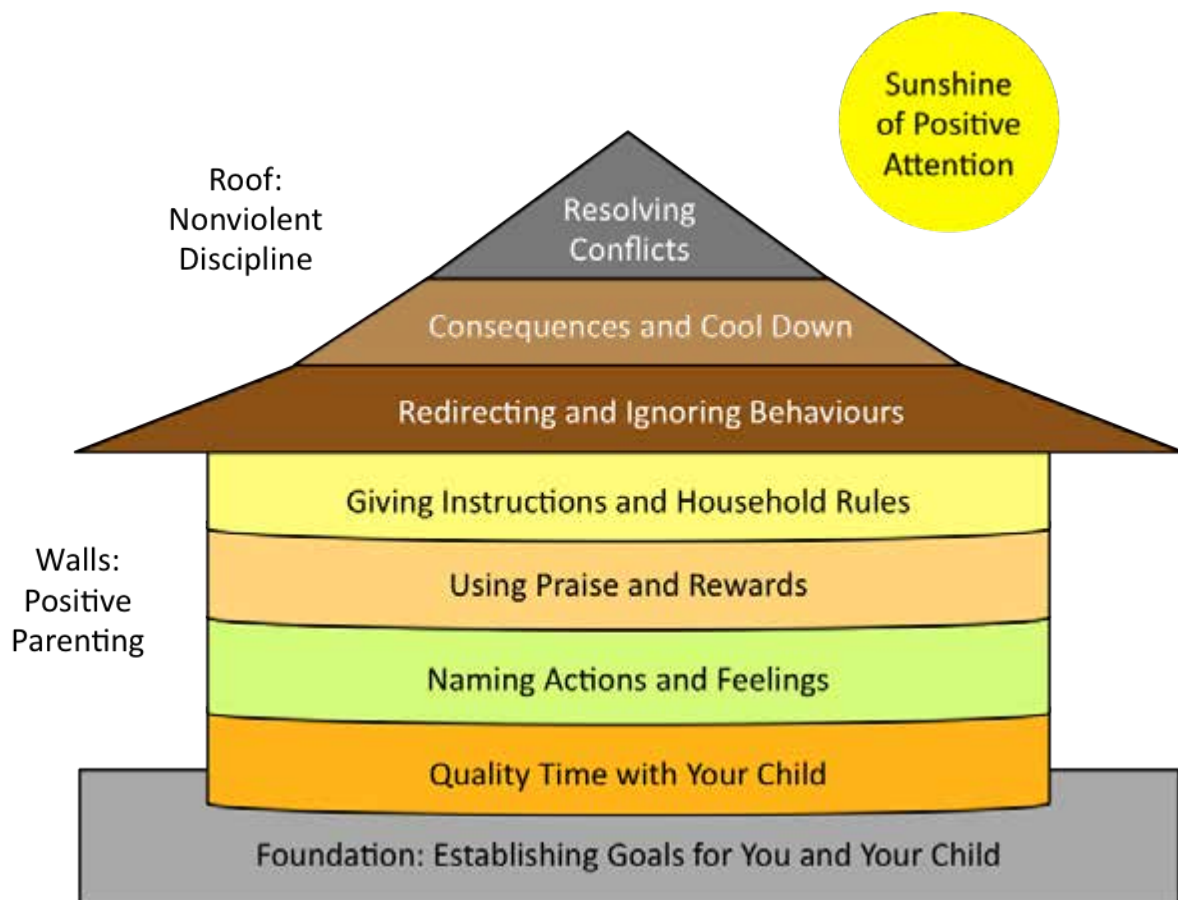 Sunshine
of Positive
Attention
Roof:
Nonviolent
Discipline
Resolving
Conflicts
Consequences and Cool Down
Redirecting and Ignoring Behaviours
Giving Instructions and Household Rules
Walls:
Positive
Parenting
Using Praise and Rewards
Naming Actions and Feelings
Quality Time with Your Child
Foundation: Establishing Goals for You and Your Child